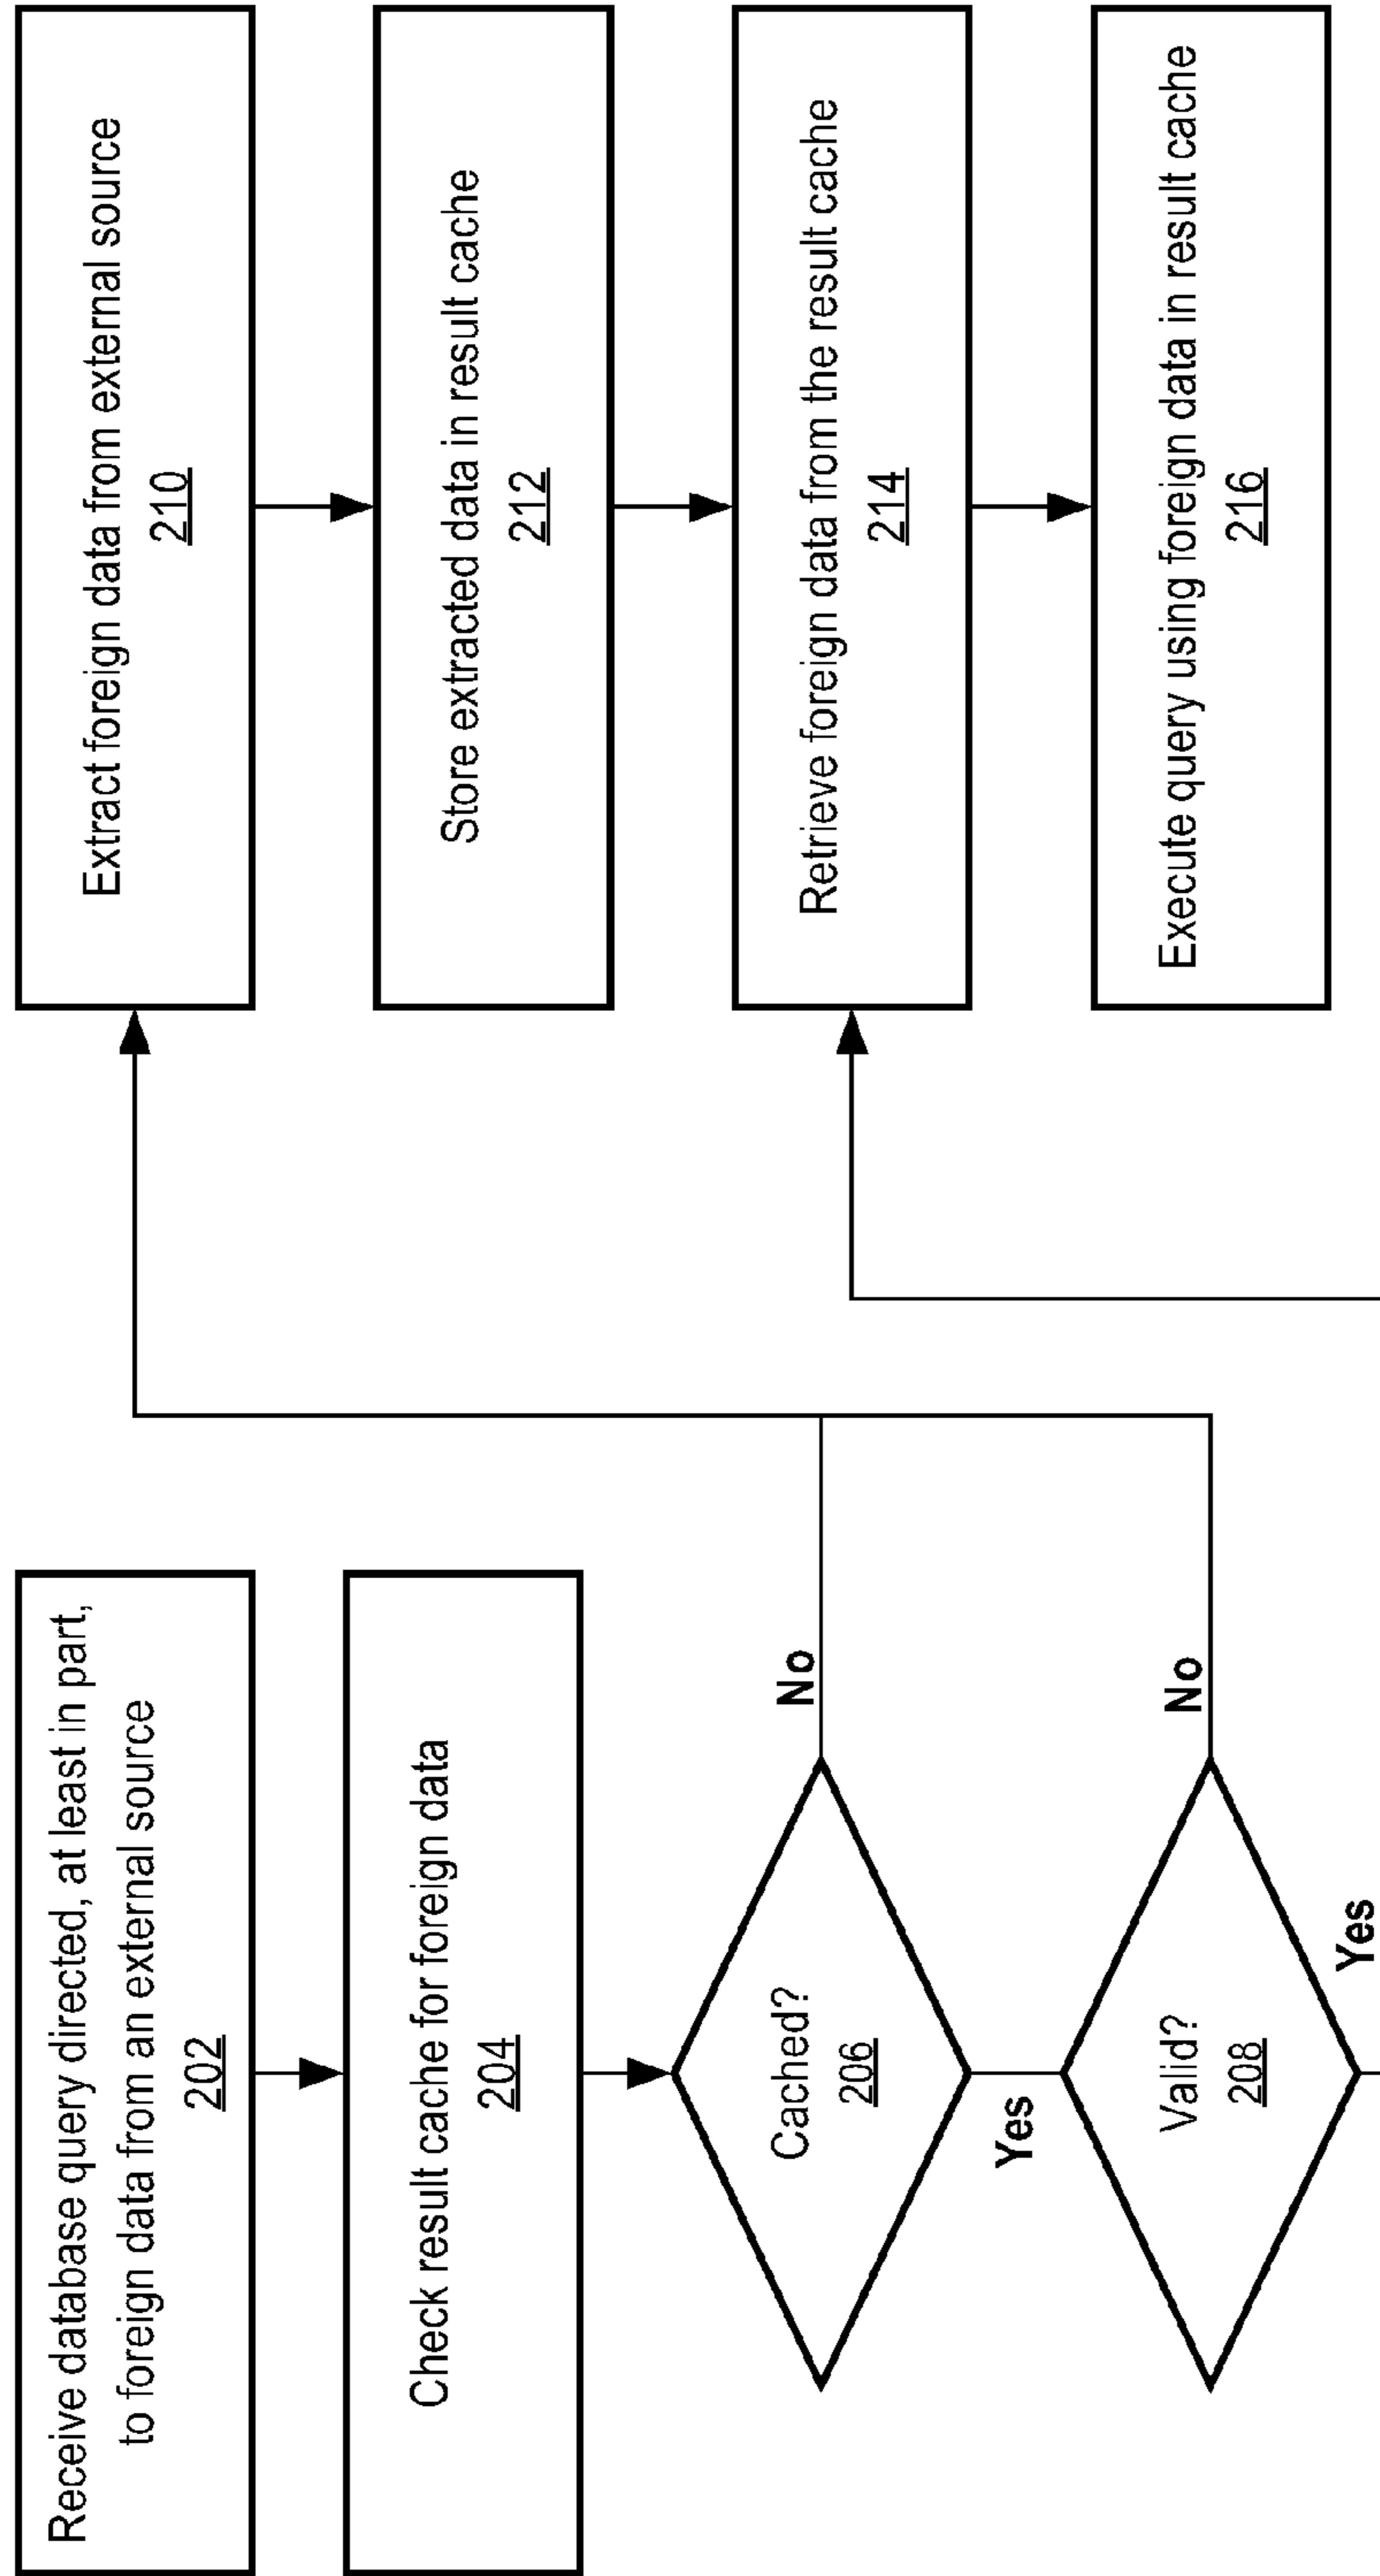 Receive database query directed, at least in part,
to foreign data from an external source
202
Check result cache for foreign data
204
Cached?
206
No
Yes
Valid?
208
No
Yes
Extract foreign data from external source
210
Store extracted data in result cache
212
Retrieve foreign data from the result cache
214
Execute query using foreign data in result cache
216